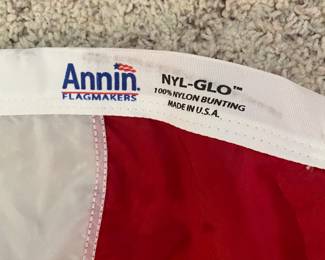 Annin.
FLAGMAKERS
NYL-GLO™
100% NYLON BUNTING
MADE IN U.S.A.